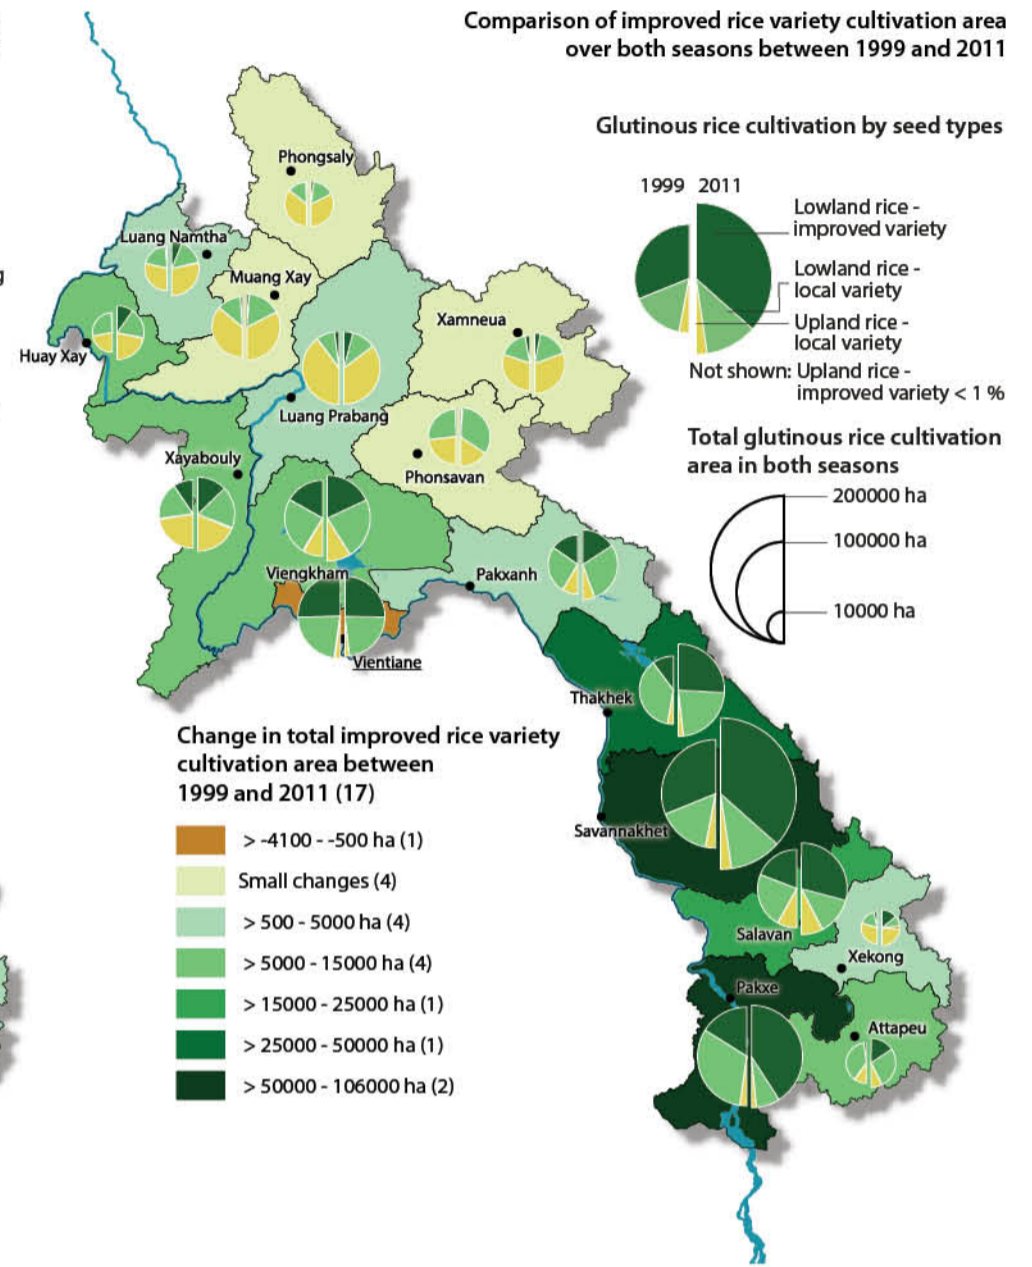 Comparison of improved rice variety cultivation area
over both seasons between 1999 and 2011
Glutinous rice cultivation by seed types
1999 2011
Lowland rice -
improved variety
Lowland rice -
local variety
Upland rice -
local variety
Not shown: Upland rice -
improved variety < 1 %
Total glutinous rice cultivation
area in both seasons
200000 ha
100000 ha
10000 ha
Phongsaly
Luang Namtha
Muang Xay
Huay Xay
Xamneua
Luang Prabang
Xayabouly
Phonsavan
Viengkham
Pakxanh
Vientiane
Thakhek
Savannakhet
Salavan
Xekong
Pakxe
Attapeu
Change in total improved rice variety
cultivation area between
1999 and 2011 (17)
> -4100 - -500 ha (1)
Small changes (4)
> 500 - 5000 ha (4)
> 5000 - 15000 ha (4)
> 15000 - 25000 ha (1)
> 25000 - 50000 ha (1)
> 50000 - 106000 ha (2)